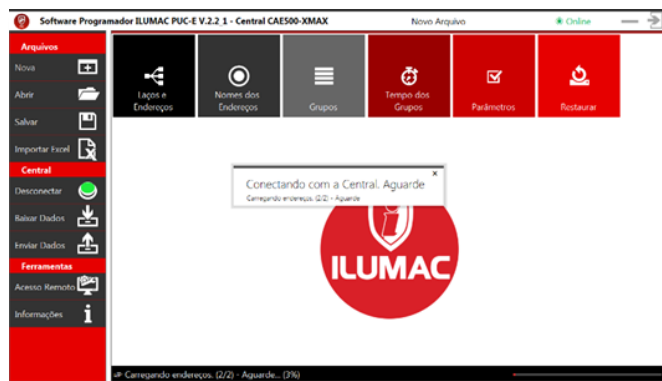 Software Programador ILUMAC PUC-E V.2.2_1 - Central CAE500-XMAX
Novo Arquivo
Online
Arquivos
Nova
Abrir
Salvar
Importar Excel
Central
Desconectar
Baixar Dados
Enviar Dados
Ferramentas
Acesso Remoto
Informações
Laços e
Endereços
Nomes dos
Endereços
Grupos
Tempo dos
Grupos
Parâmetros
Restaurar
Conectando com a Central. Aguarde
Carregando endereços. (2/2) - Aguarde
ILUMAC
Carregando endereços. (2/2) - Aguarde... (3%)